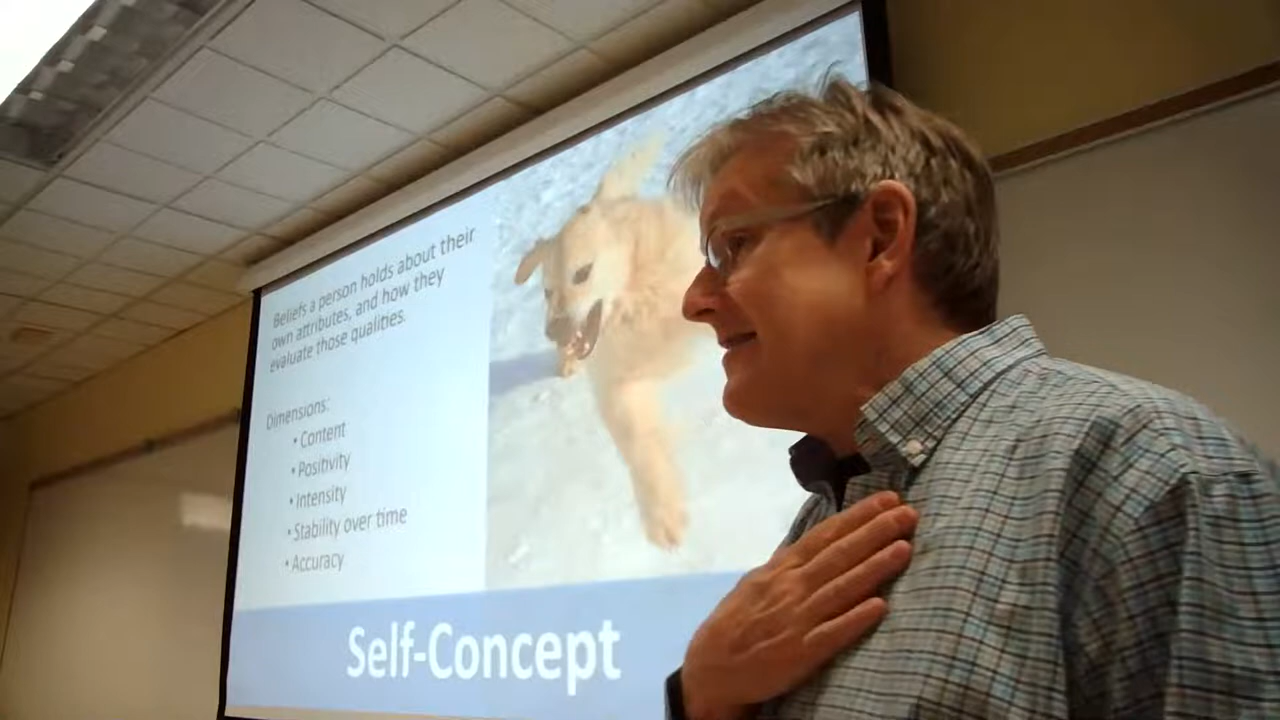 Beliefs a person holds about their
own attributes, and how they
evaluate those qualities.
Dimensions:
• Content
• Positivity
• Intensity
• Stability over time
• Accuracy
Self-Concept